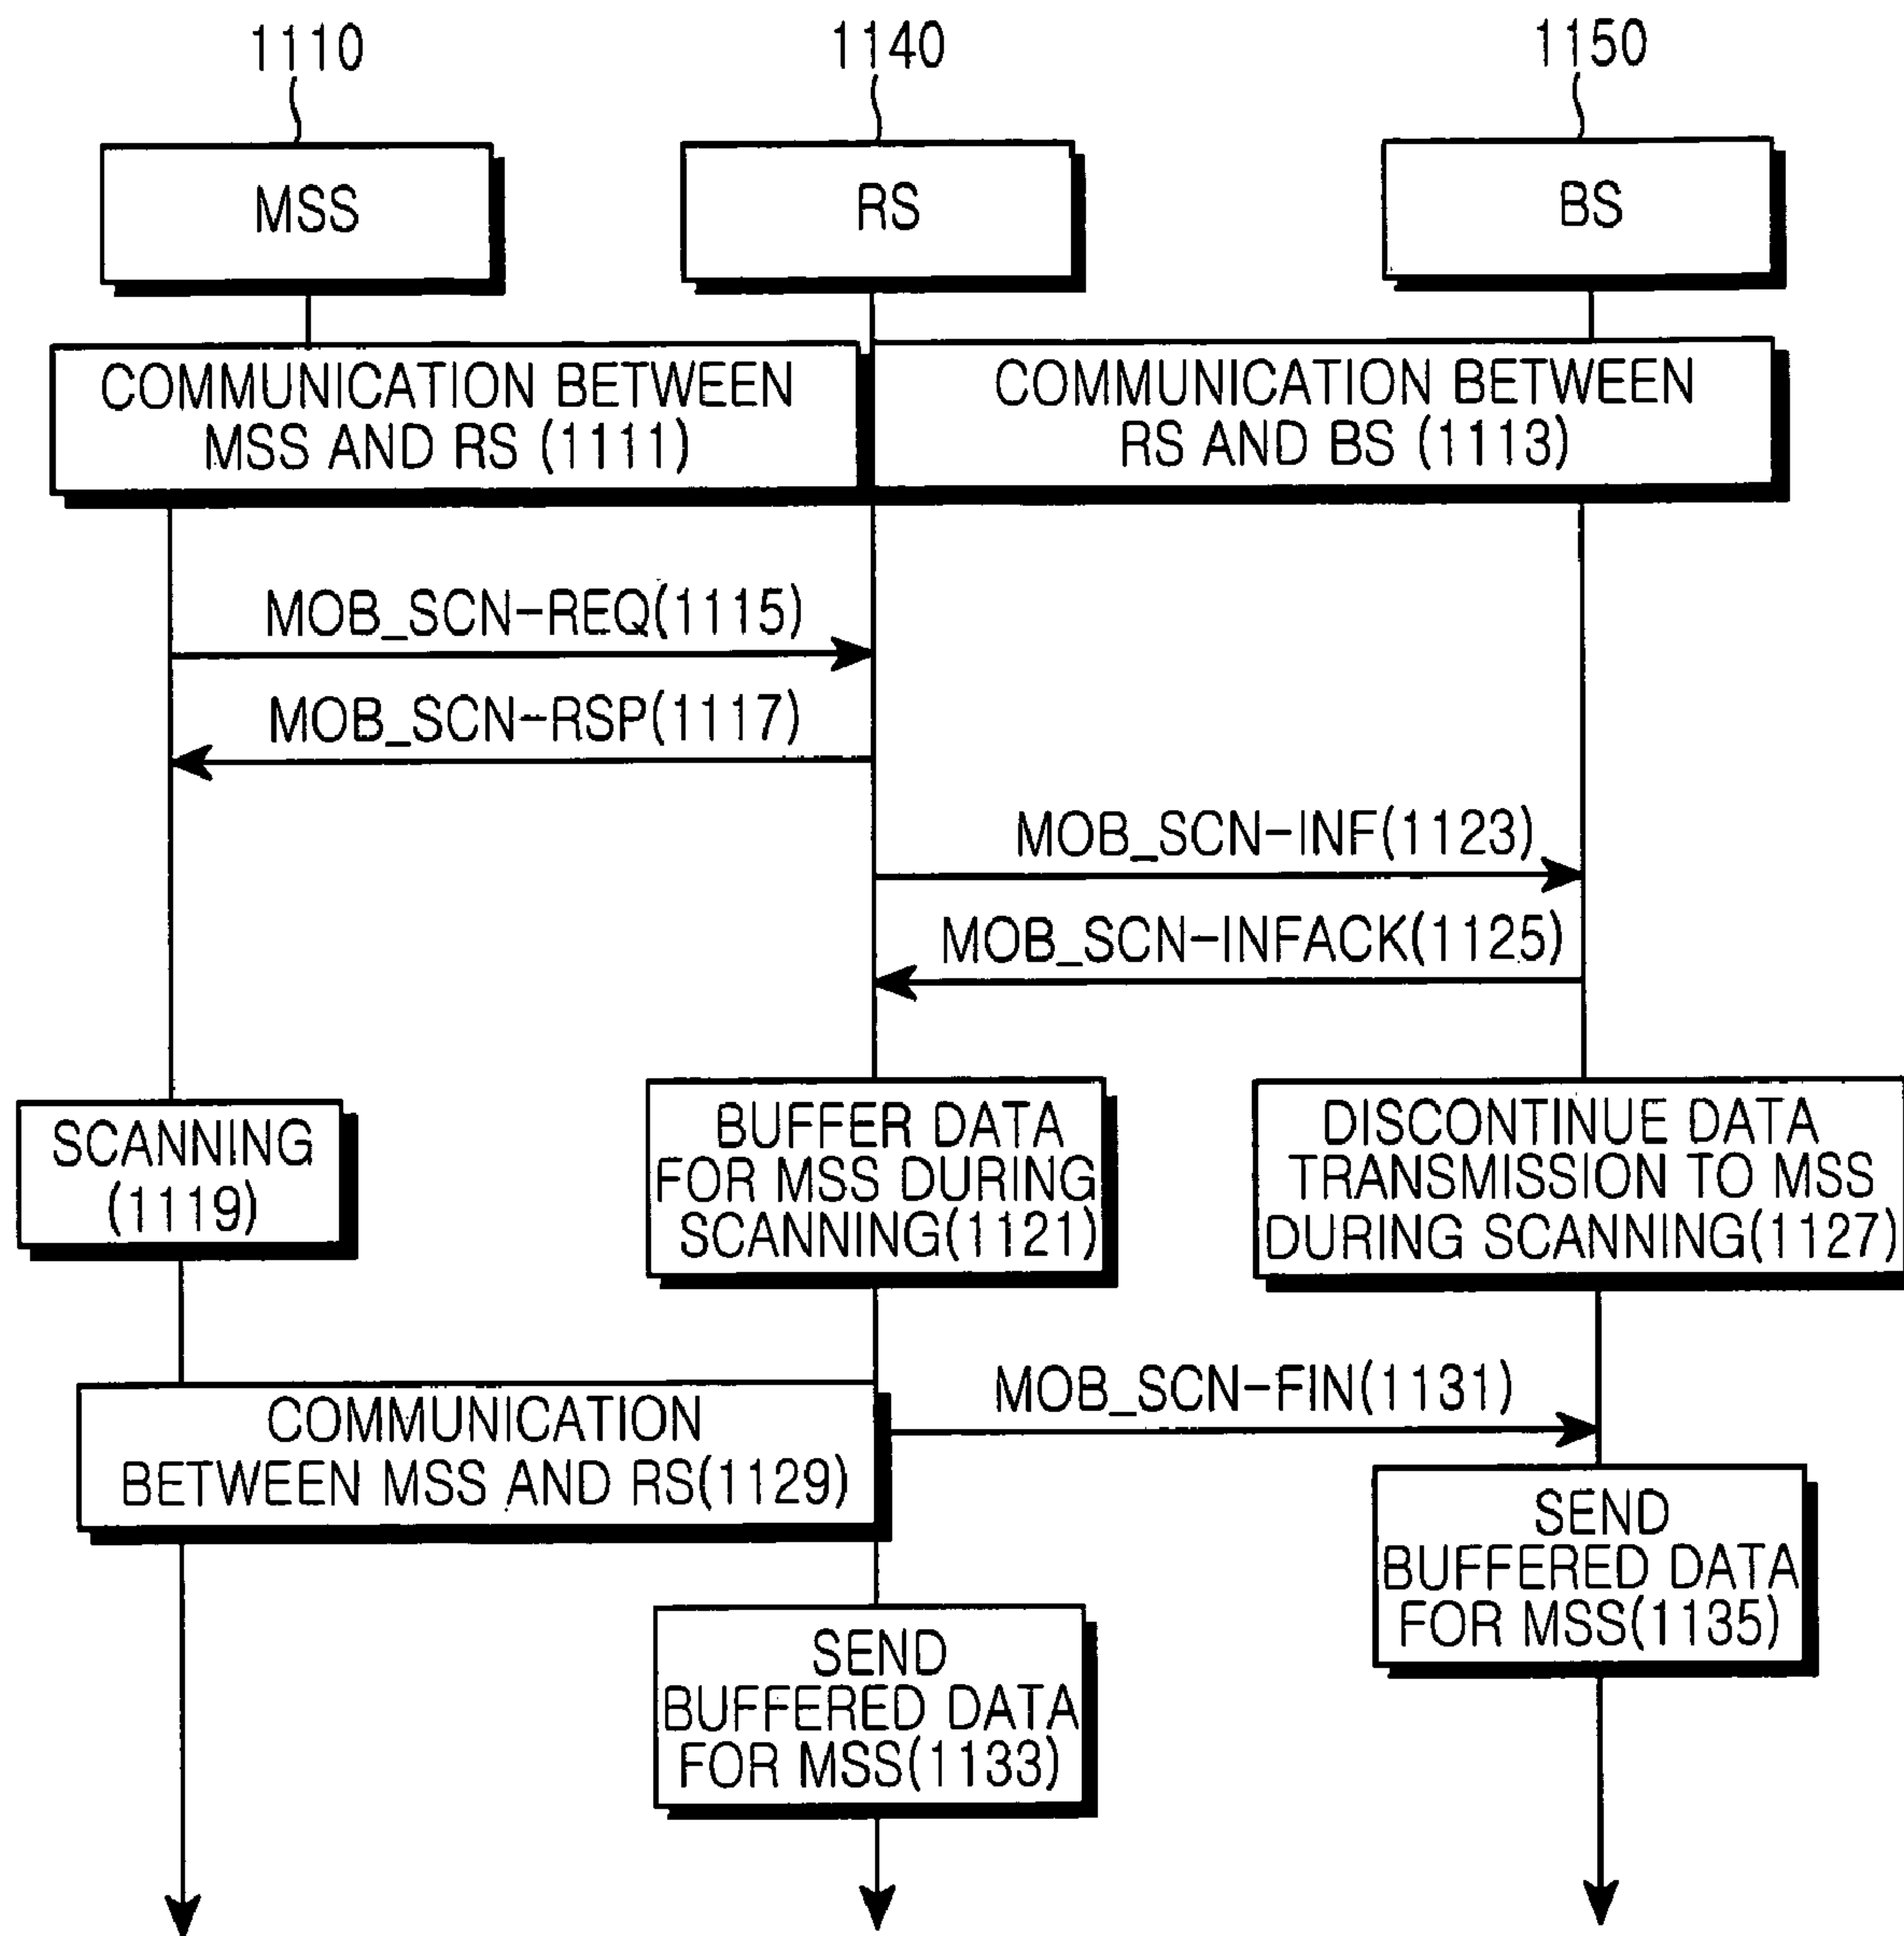 1110
1140
1150
MSS
RS
BS
COMMUNICATION BETWEEN
MSS AND RS (1111)
COMMUNICATION BETWEEN
RS AND BS (1113)
MOB_SCN-REQ(1115)
MOB_SCN-RSP(1117)
MOB_SCN-INF(1123)
MOB_SCN-INFACK(1125)
SCANNING
(1119)
BUFFER DATA
FOR MSS DURING
SCANNING(1121)
DISCONTINUE DATA
TRANSMISSION TO MSS
DURING SCANNING(1127)
COMMUNICATION
BETWEEN MSS AND RS(1129)
MOB_SCN-FIN(1131)
SEND
BUFFERED DATA
FOR MSS(1135)
SEND
BUFFERED DATA
FOR MSS(1133)